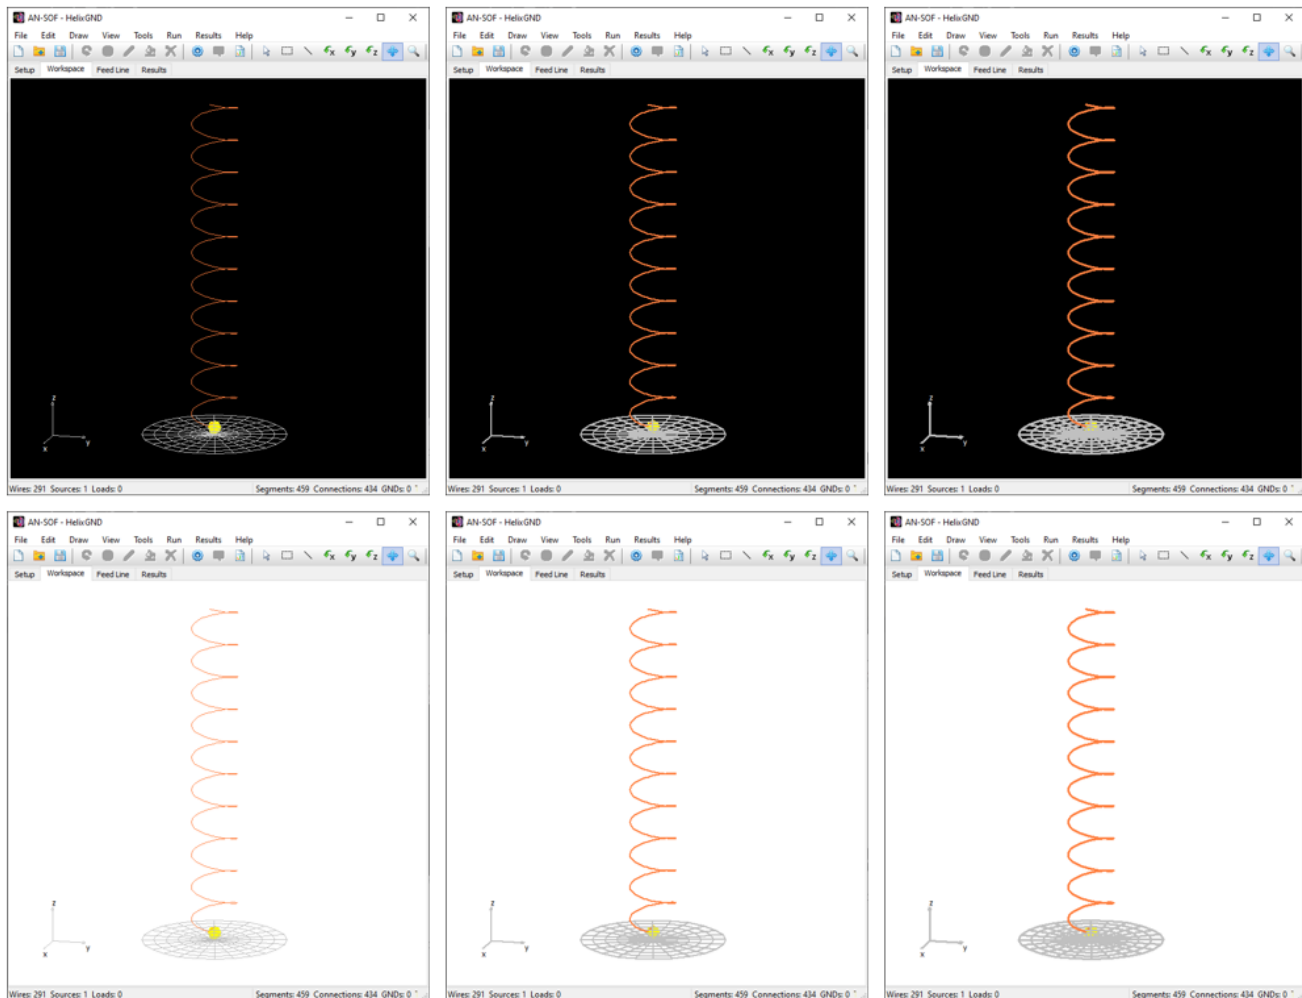 AN-SOF - HelixGND
File Edit Draw View Tools Run Results Help
x y z
Setup Workspace Feed Line Results
z
y
x
Wires: 291 Sources: 1 Loads: 0 Segments: 459 Connections: 434 GNDs: 0
AN-SOF - HelixGND
File Edit Draw View Tools Run Results Help
x y z
Setup Workspace Feed Line Results
z
y
x
Wires: 291 Sources: 1 Loads: 0 Segments: 459 Connections: 434 GNDs: 0
AN-SOF - HelixGND
File Edit Draw View Tools Run Results Help
x y z
Setup Workspace Feed Line Results
z
y
x
Wires: 291 Sources: 1 Loads: 0 Segments: 459 Connections: 434 GNDs: 0
AN-SOF - HelixGND
File Edit Draw View Tools Run Results Help
x y z
Setup Workspace Feed Line Results
z
y
x
Wires: 291 Sources: 1 Loads: 0 Segments: 459 Connections: 434 GNDs: 0
AN-SOF - HelixGND
File Edit Draw View Tools Run Results Help
x y z
Setup Workspace Feed Line Results
z
y
x
Wires: 291 Sources: 1 Loads: 0 Segments: 459 Connections: 434 GNDs: 0
AN-SOF - HelixGND
File Edit Draw View Tools Run Results Help
x y z
Setup Workspace Feed Line Results
z
y
x
Wires: 291 Sources: 1 Loads: 0 Segments: 459 Connections: 434 GNDs: 0